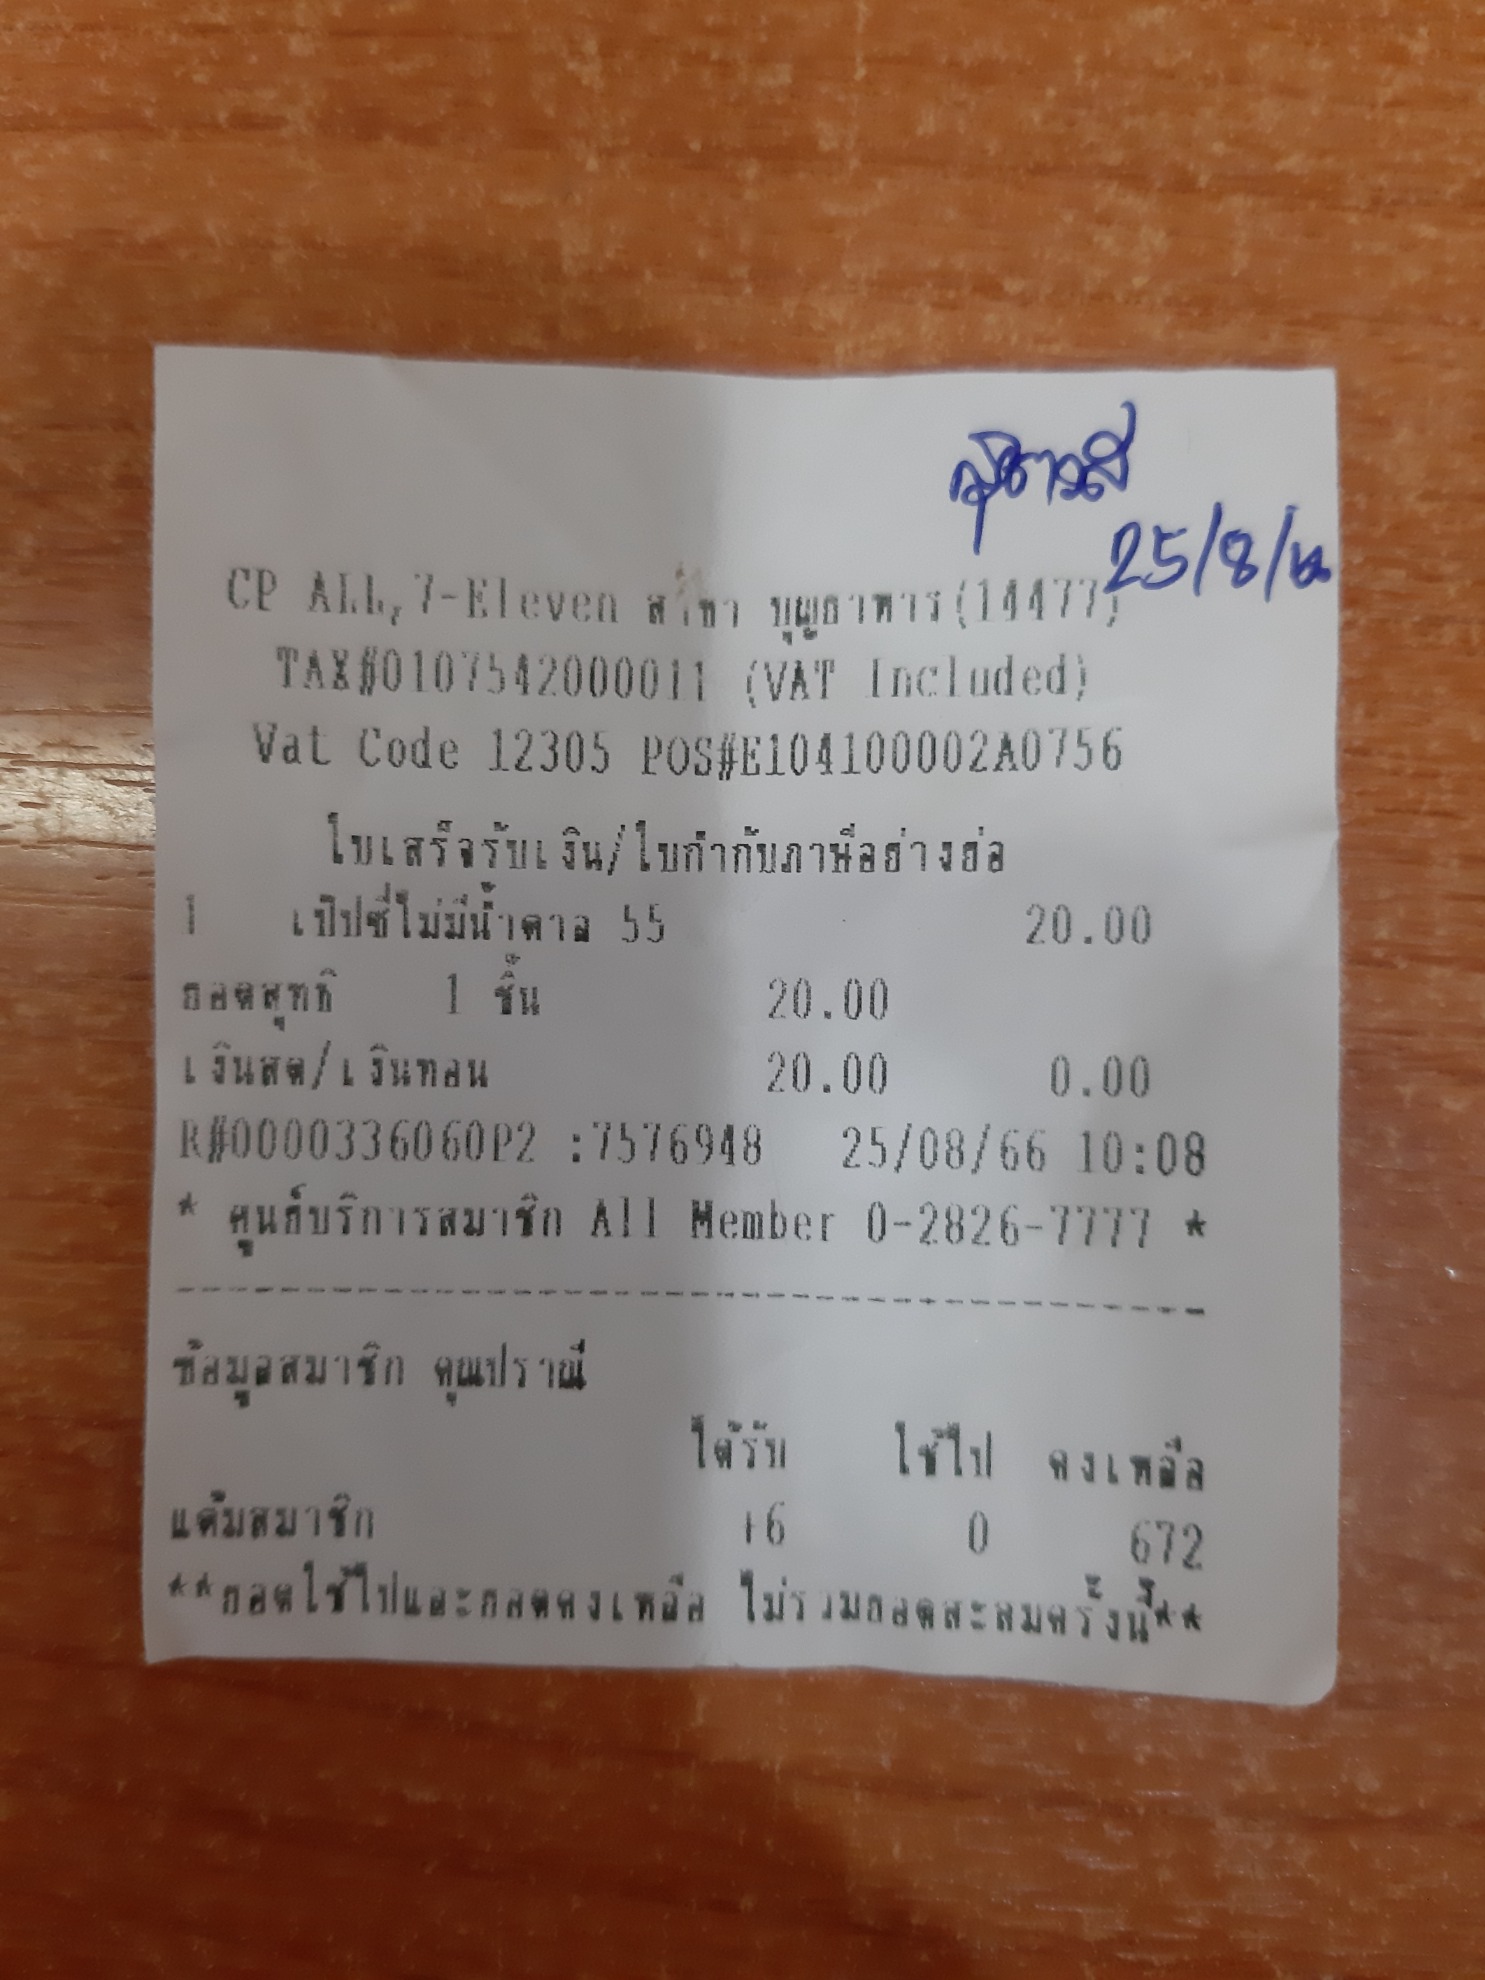 25/8/
CP ALL,7-Eleven สาขา บุญธาหาร(14477)
TAX#0107542000011 (VAT Included)
Vat Code 12305 POS#E104100002A0756
ใบเสร็จรับเงิน/ใบกำกับภาษีอย่างย่อ
1 เป๊ปซี่ไม่มีน้ำตาล 55 20.00
ยอดสุทธิ 1 ชิ้น 20.00
เงินสด/เงินทอน 20.00 0.00
R#0000336060P2 :7576948 25/08/66 10:08
* ศูนย์บริการสมาชิก All Member 0-2826-7777 *
ข้อมูลสมาชิก คุณปราณี
ได้รับ ใช้ไป คงเหลือ
แต้มสมาชิก +6 0 672
**ยอดใช้ไปและยอดคงเหลือ ไม่รวมยอดสะสมครั้งนี้**